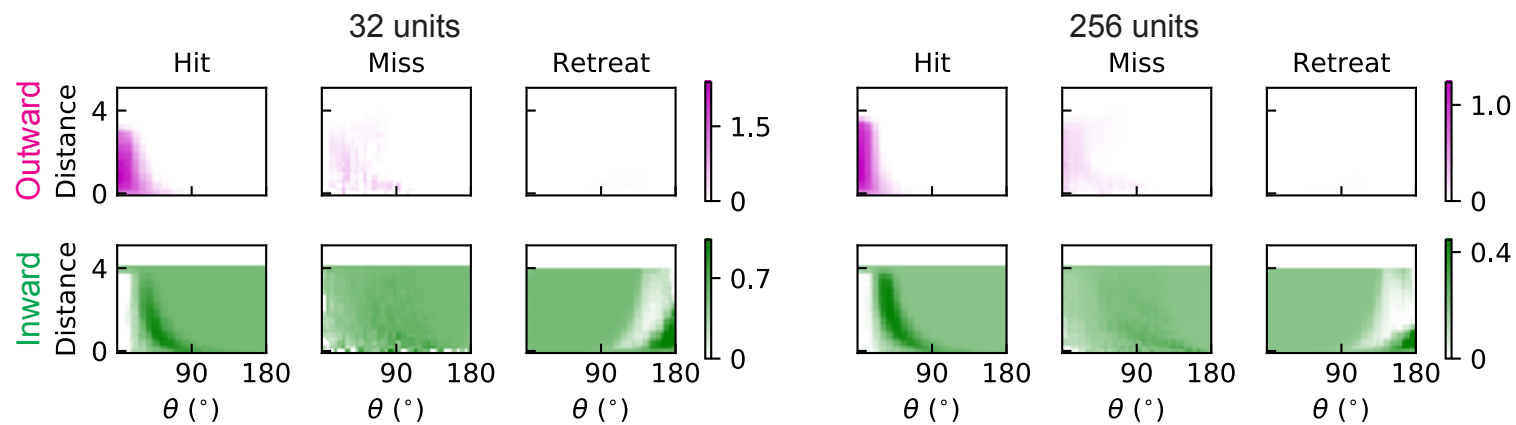 32 units
256 units
Hit
Miss
Retreat
Hit
Miss
Retreat
Outward
Distance
4
0
1.5
0
1.0
0
Inward
Distance
4
0
0.7
0
0.4
0
90 180
90 180
90 180
90 180
90 180
90 180
θ (°)
θ (°)
θ (°)
θ (°)
θ (°)
θ (°)